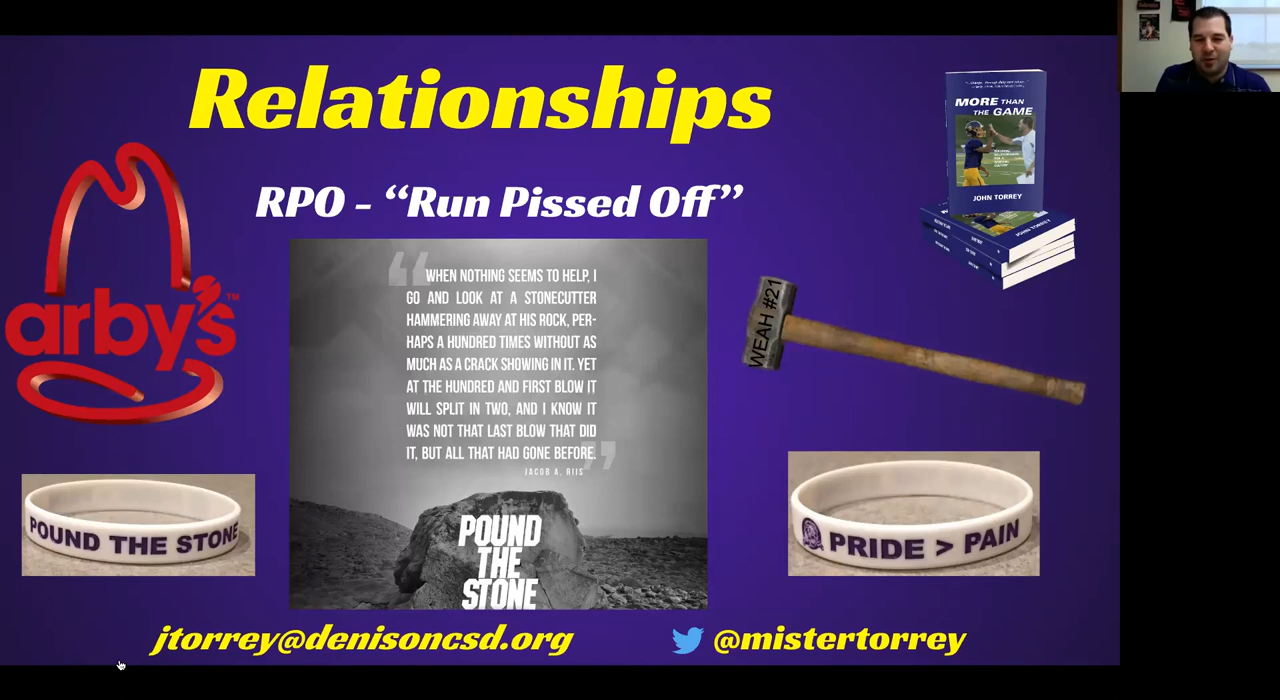 Relationships
RPO - “Run Pissed Off”
arby's™
MORE THAN
THE GAME
JOHN TORREY
JOHN TORREY
“WHEN NOTHING SEEMS TO HELP, I
GO AND LOOK AT A STONECUTTER
HAMMERING AWAY AT HIS ROCK, PER-
HAPS A HUNDRED TIMES WITHOUT AS
MUCH AS A CRACK SHOWING IN IT. YET
AT THE HUNDRED AND FIRST BLOW IT
WILL SPLIT IN TWO, AND I KNOW IT
WAS NOT THAT LAST BLOW THAT DID
IT, BUT ALL THAT HAD GONE BEFORE.”
JACOB A. RIIS
POUND
THE
STONE
WEAH #21
POUND THE STONE
PRIDE > PAIN
jtorrey@denisoncsd.org
@mistertorrey